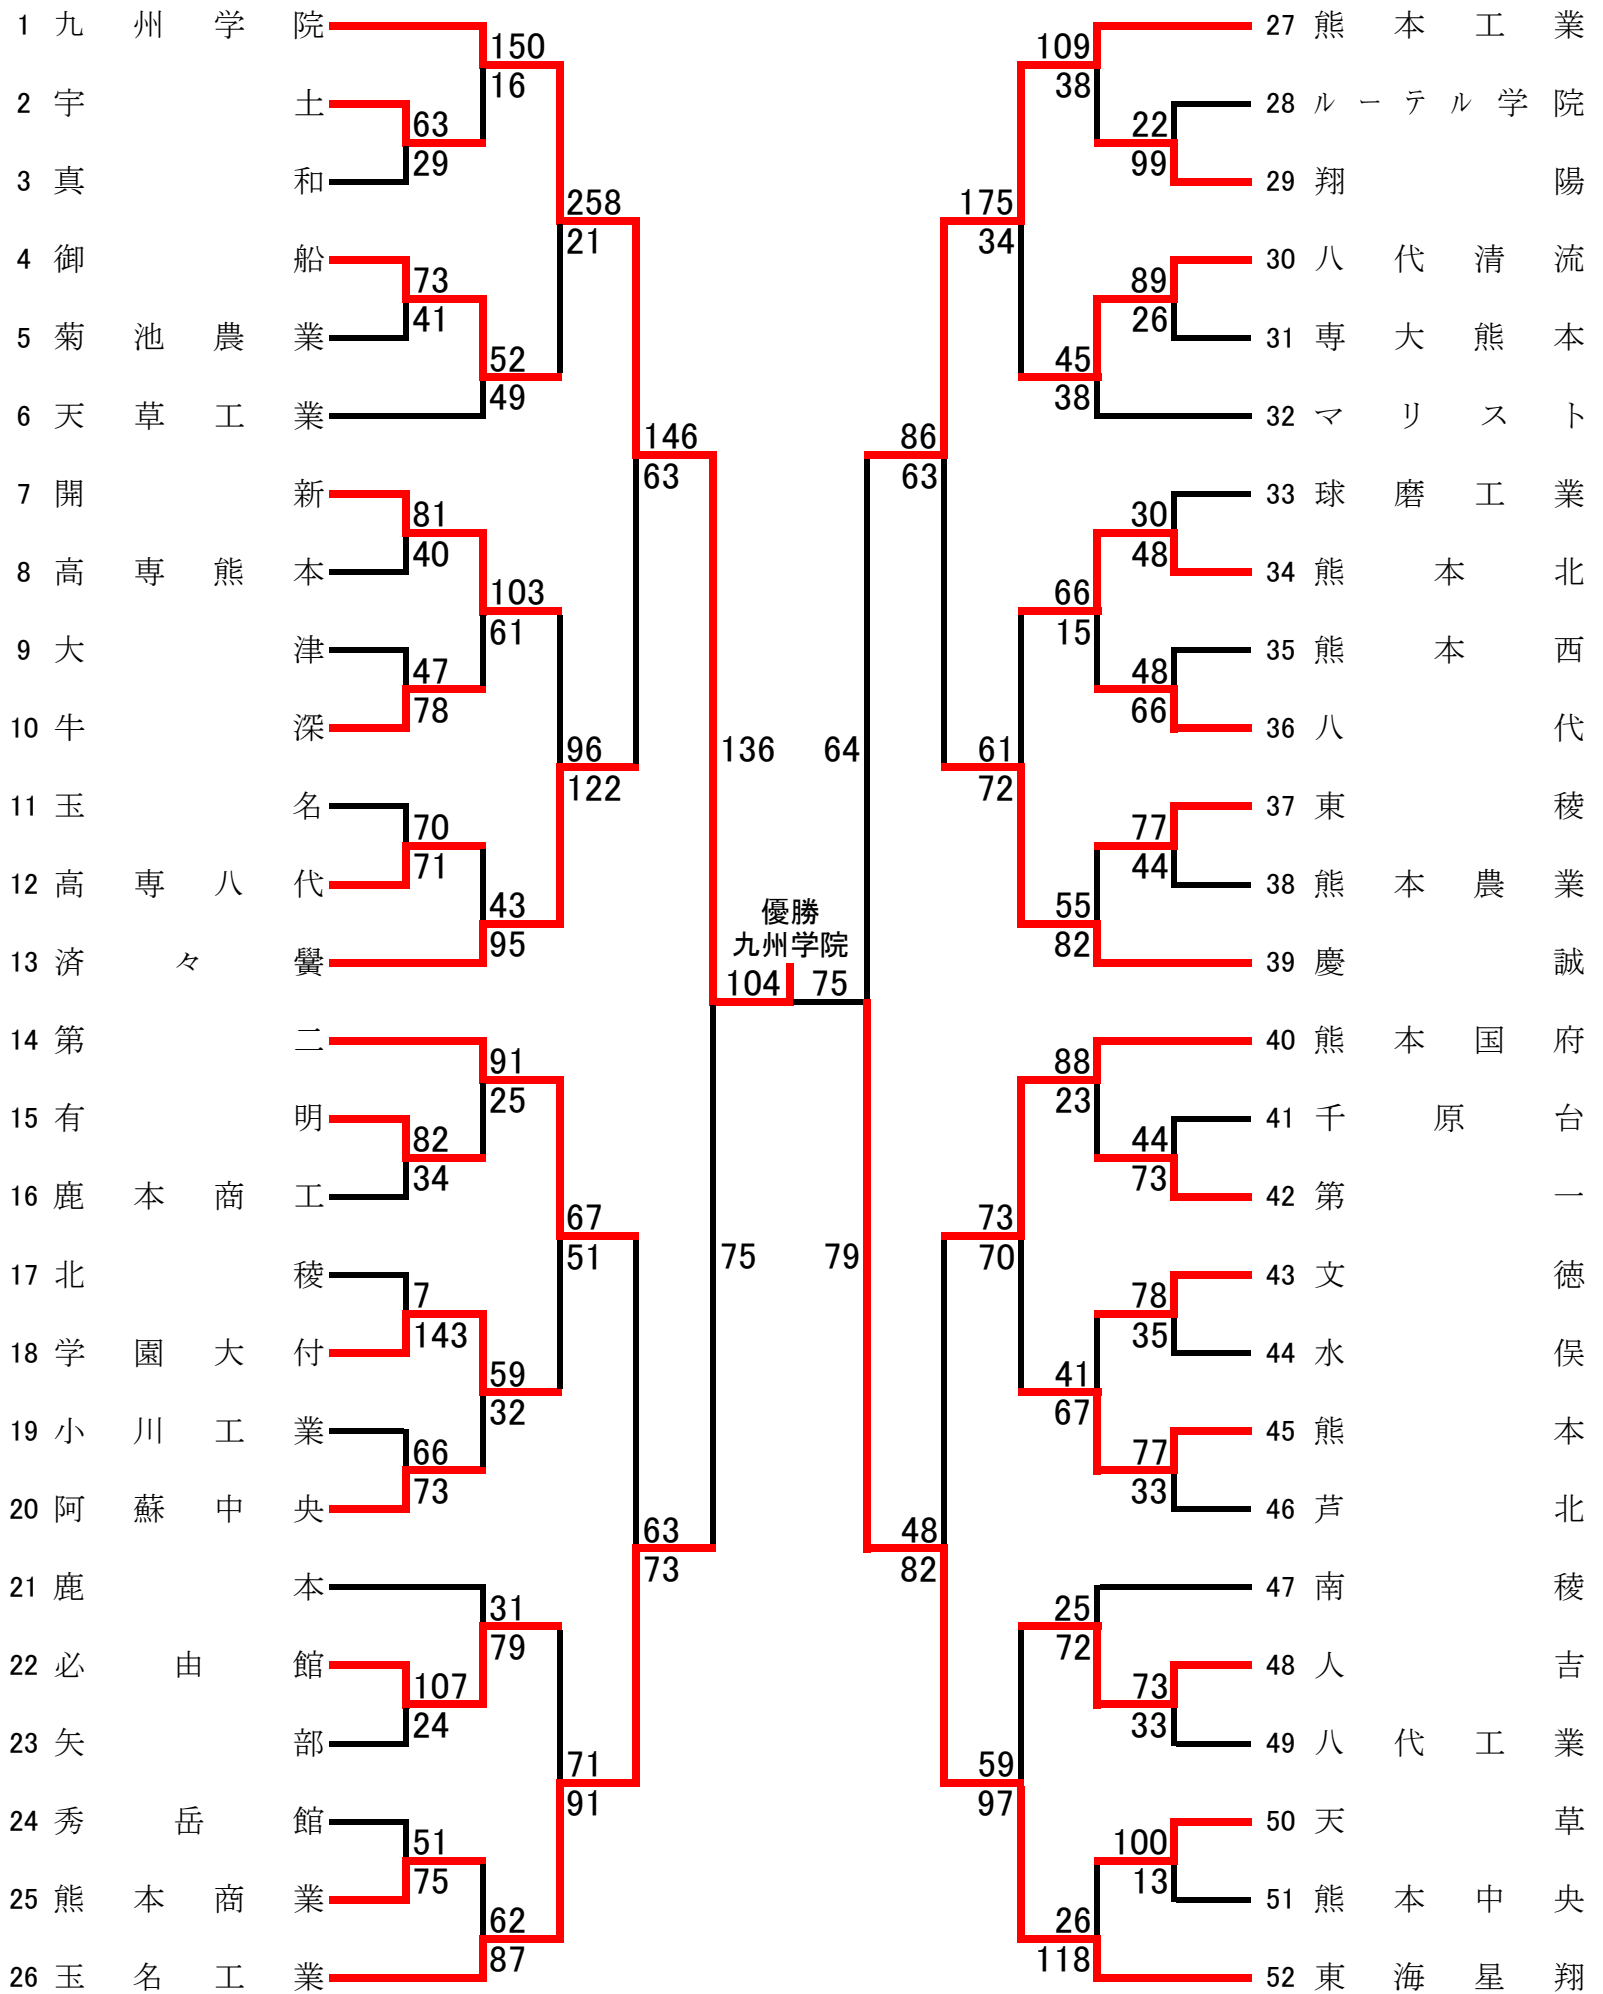 1 九州学院
2 宇土
3 真和
4 御船
5 菊池農業
6 天草工業
7 開新
8 高専熊本
9 大津
10 牛深
11 玉名
12 高専八代
13 済々黌
14 第二
15 有明
16 鹿本商工
17 北稜
18 学園大付
19 小川工業
20 阿蘇中央
21 鹿本
22 必由館
23 矢部
24 秀岳館
25 熊本商業
26 玉名工業
63
29
73
41
81
40
47
78
70
71
82
34
7
143
66
73
107
24
51
75
150
16
52
49
103
61
43
95
91
25
59
32
31
79
62
87
258
21
96
122
67
51
71
91
146
63
63
73
136
75
優勝
九州学院
104 75
64
79
86
63
48
82
175
34
61
72
73
70
59
97
109
38
45
38
66
15
55
82
88
23
41
67
25
72
26
118
22
99
89
26
30
48
48
66
77
44
44
73
78
35
77
33
73
33
100
13
27 熊本工業
28 ルーテル学院
29 翔陽
30 八代清流
31 専大熊本
32 マリスト
33 球磨工業
34 熊本北
35 熊本西
36 八代
37 東稜
38 熊本農業
39 慶誠
40 熊本国府
41 千原台
42 第一
43 文徳
44 水俣
45 熊本
46 芦北
47 南稜
48 人吉
49 八代工業
50 天草
51 熊本中央
52 東海星翔